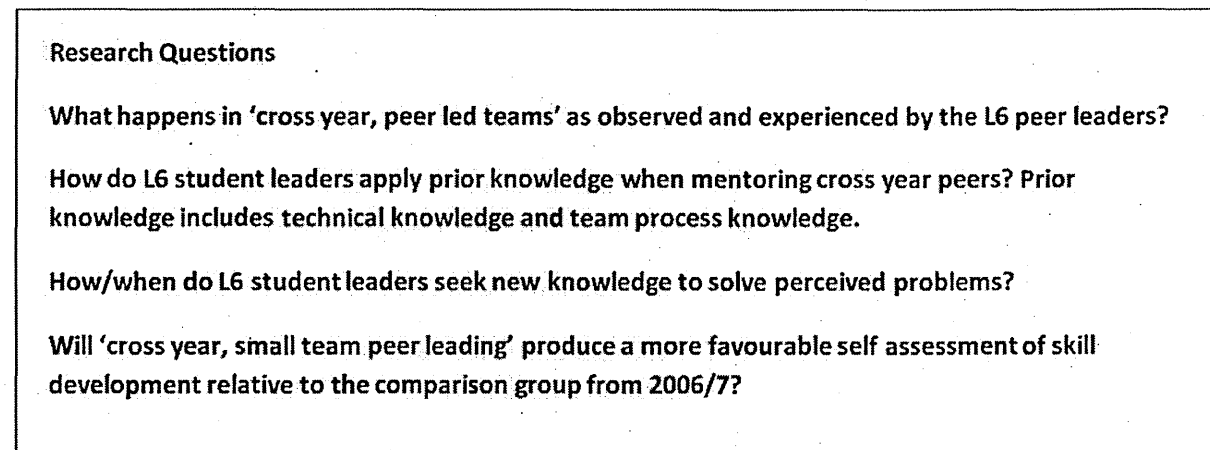 Research Questions
What happens in 'cross year, peer led teams' as observed and experienced by the L6 peer leaders?
How do L6 student leaders apply prior knowledge when mentoring cross year peers? Prior
knowledge includes technical knowledge and team process knowledge.
How/when do L6 student leaders seek new knowledge to solve perceived problems?
Will 'cross year, small team peer leading' produce a more favourable self assessment of skill
development relative to the comparison group from 2006/7?